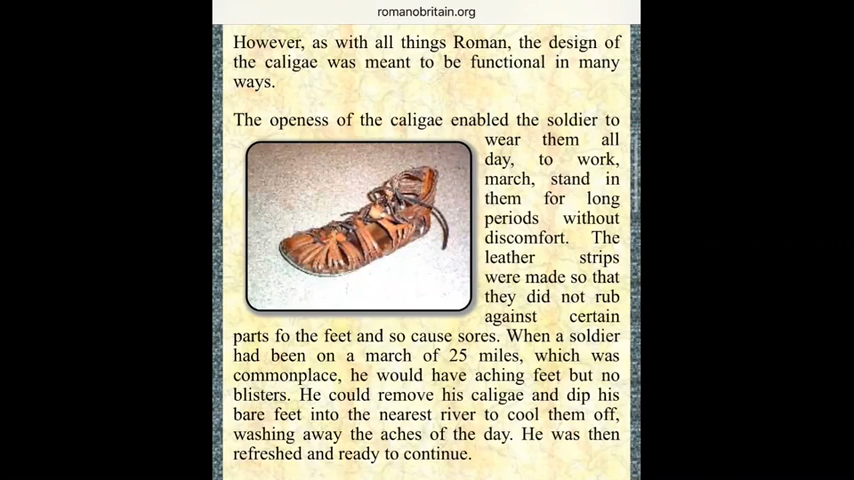 romanobritain.org
However, as with all things Roman, the design of
the caligae was meant to be functional in many
ways.
The openess of the caligae enabled the soldier to
wear them all
day, to work,
march, stand in
them for long
periods without
discomfort. The
leather strips
were made so that
they did not rub
against certain
parts fo the feet and so cause sores. When a soldier
had been on a march of 25 miles, which was
commonplace, he would have aching feet but no
blisters. He could remove his caligae and dip his
bare feet into the nearest river to cool them off,
washing away the aches of the day. He was then
refreshed and ready to continue.